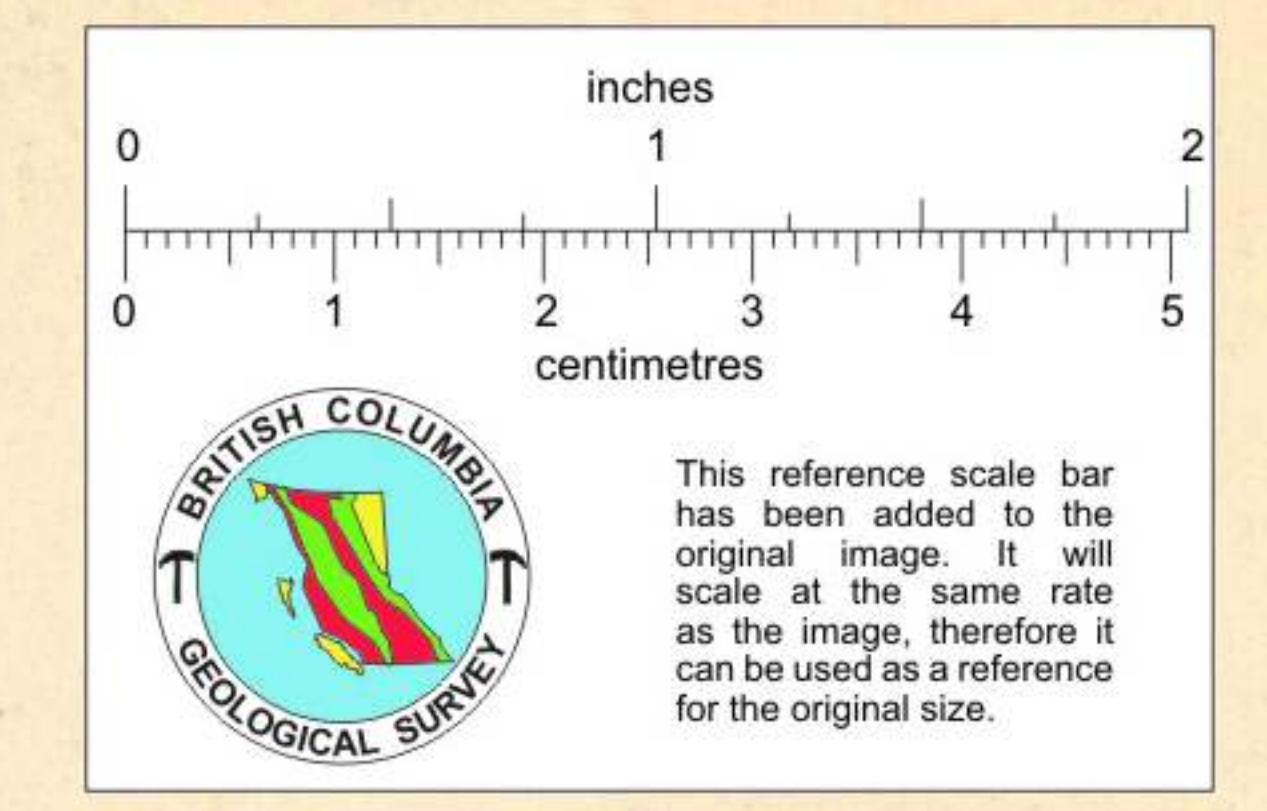 inches
0 1 2
0 1 2 3 4 5
centimetres
BRITISH COLUMBIA
GEOLOGICAL SURVEY
This reference scale bar
has been added to the
original image. It will
scale at the same rate
as the image, therefore it
can be used as a reference
for the original size.